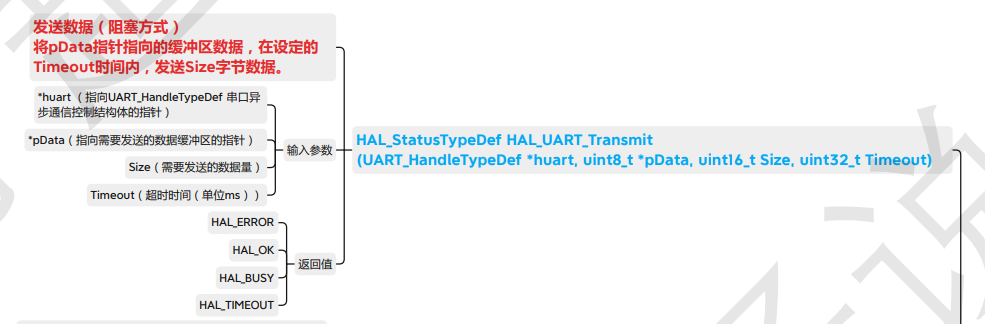 发送数据（阻塞方式）
将pData指针指向的缓冲区数据，在设定的
Timeout时间内，发送Size字节数据。
*huart（指向UART_HandleTypeDef 串口异
步通信控制结构体的指针）
*pData（指向需要发送的数据缓冲区的指针）
Size（需要发送的数据量）
Timeout（超时时间（单位ms））
输入参数
HAL_StatusTypeDef HAL_UART_Transmit
(UART_HandleTypeDef *huart, uint8_t *pData, uint16_t Size, uint32_t Timeout)
HAL_ERROR
HAL_OK
HAL_BUSY
HAL_TIMEOUT
返回值